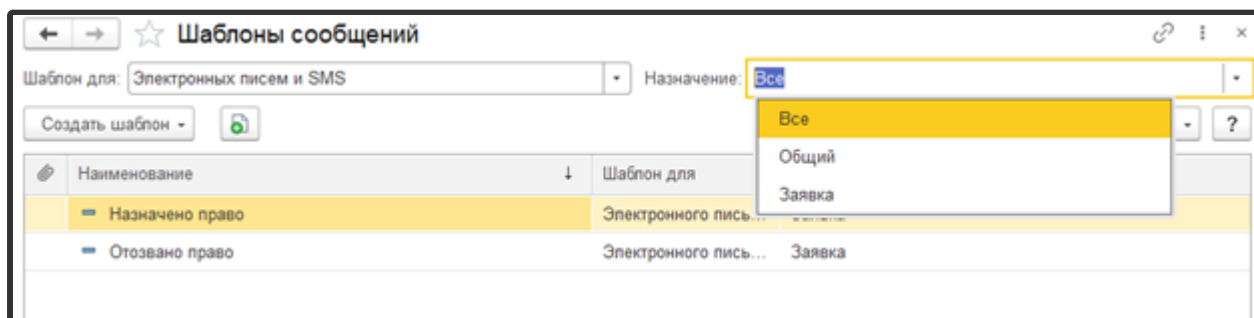 Шаблоны сообщений
Шаблон для: Электронных писем и SMS Назначение: Все
Создать шаблон ?
Все
Общий
Заявка
Наименование ↓ Шаблон для
Назначено право Электронного пись...
Отозвано право Электронного пись... Заявка